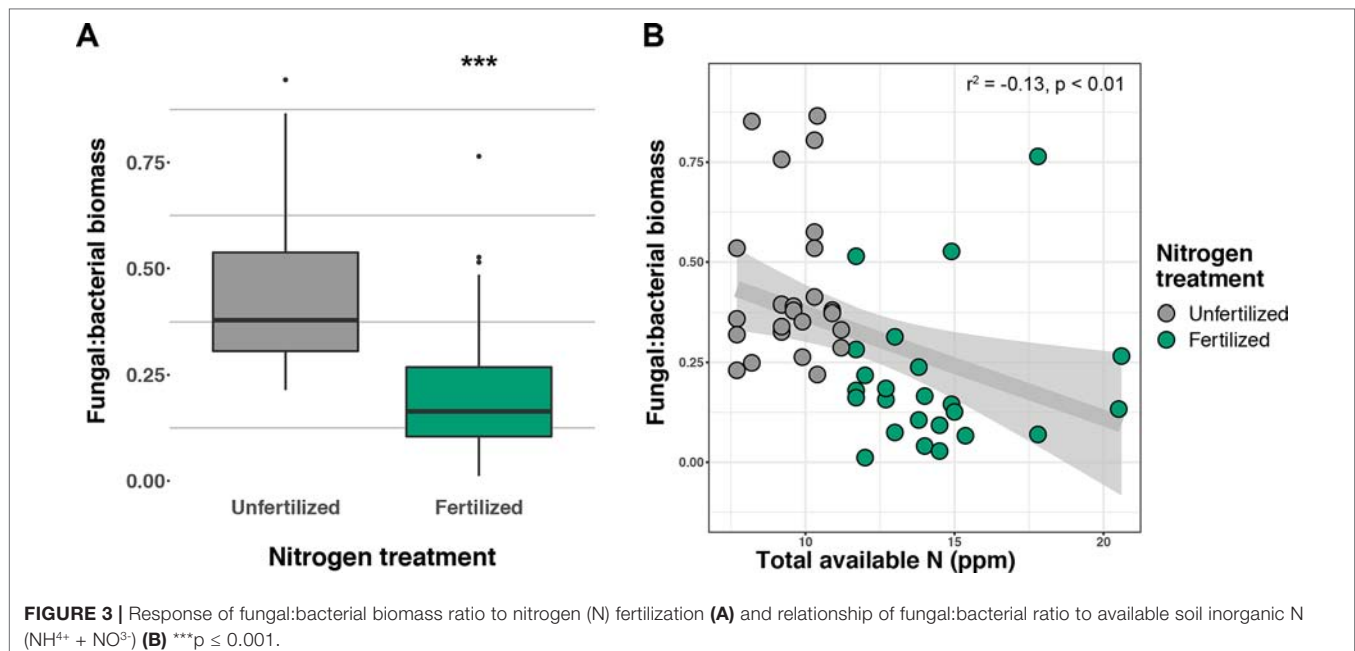 A
***
Fungal:bacterial biomass
0.75
0.50
0.25
0.00
Unfertilized
Fertilized
Nitrogen treatment
B
r² = -0.13, p < 0.01
Fungal:bacterial biomass
0.75
0.50
0.25
0.00
10
15
20
Total available N (ppm)
Nitrogen
treatment
Unfertilized
Fertilized
FIGURE 3 | Response of fungal:bacterial biomass ratio to nitrogen (N) fertilization (A) and relationship of fungal:bacterial ratio to available soil inorganic N
(NH⁴⁺ + NO³⁻) (B) ***p ≤ 0.001.